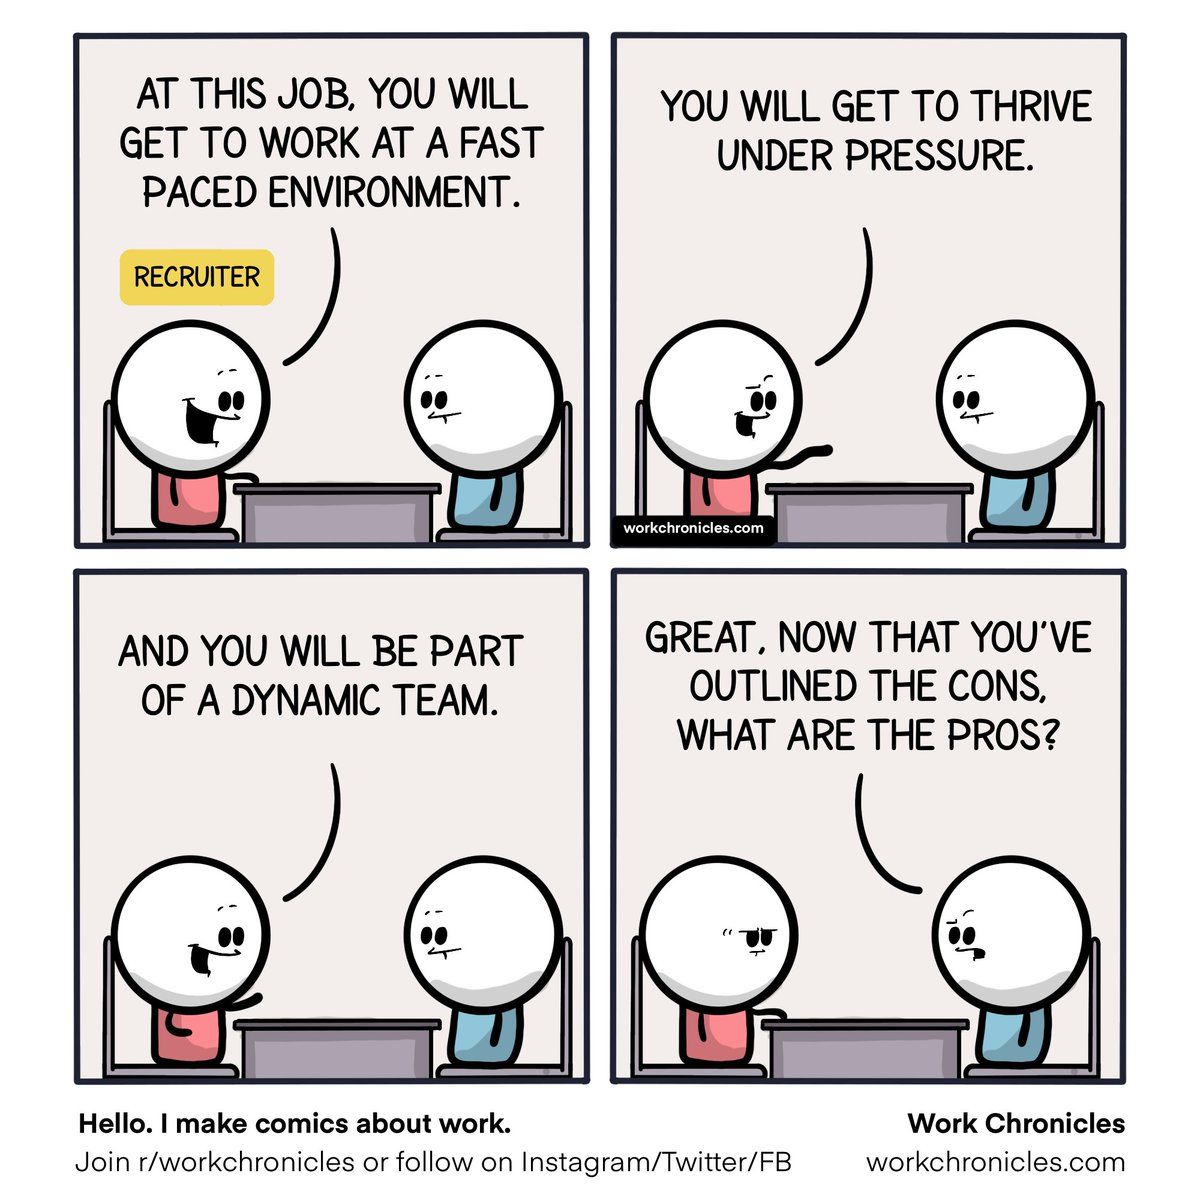 AT THIS JOB, YOU WILL
GET TO WORK AT A FAST
PACED ENVIRONMENT.
RECRUITER
YOU WILL GET TO THRIVE
UNDER PRESSURE.
workchronicles.com
AND YOU WILL BE PART
OF A DYNAMIC TEAM.
GREAT, NOW THAT YOU'VE
OUTLINED THE CONS,
WHAT ARE THE PROS?
Hello. I make comics about work.
Join r/workchronicles or follow on Instagram/Twitter/FB
Work Chronicles
workchronicles.com